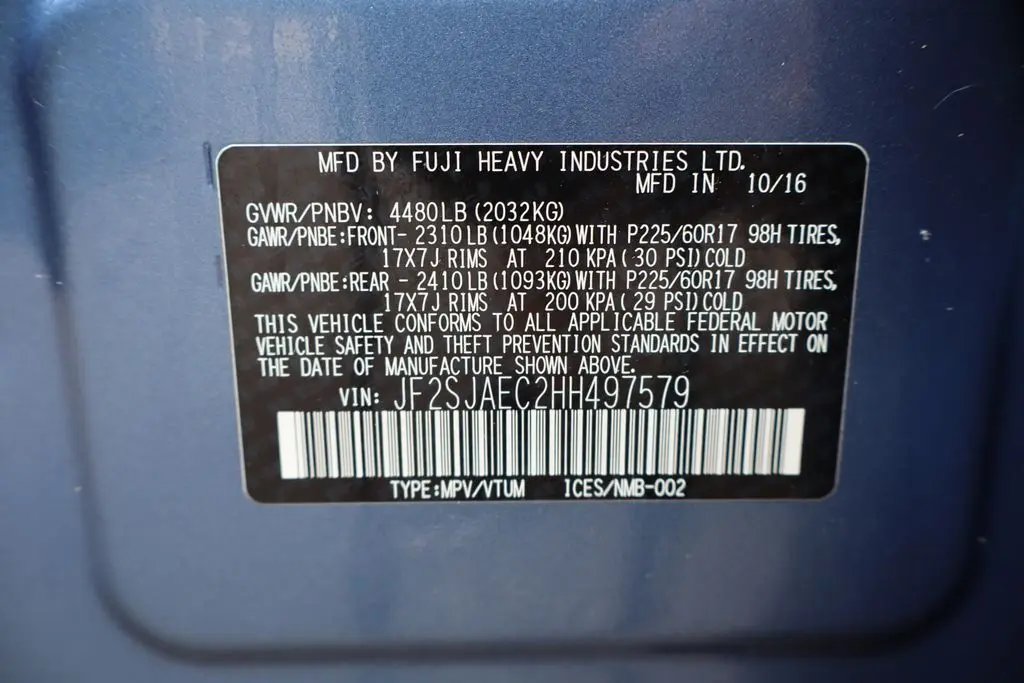 MFD BY FUJI HEAVY INDUSTRIES LTD.
MFD IN 10/16
GVWR/PNBV: 4480LB (2032KG)
GAWR/PNBE:FRONT- 2310LB (1048KG) WITH P225/60R17 98H TIRES,
17X7J RIMS AT 210 KPA (30 PSI) COLD
GAWR/PNBE:REAR - 2410LB (1093KG) WITH P225/60R17 98H TIRES,
17X7J RIMS AT 200 KPA (29 PSI) COLD
THIS VEHICLE CONFORMS TO ALL APPLICABLE FEDERAL MOTOR
VEHICLE SAFETY AND THEFT PREVENTION STANDARDS IN EFFECT ON
THE DATE OF MANUFACTURE SHOWN ABOVE.
VIN: JF2SJAEC2HH497579
TYPE:MPV/VTUM ICES/NMB-002